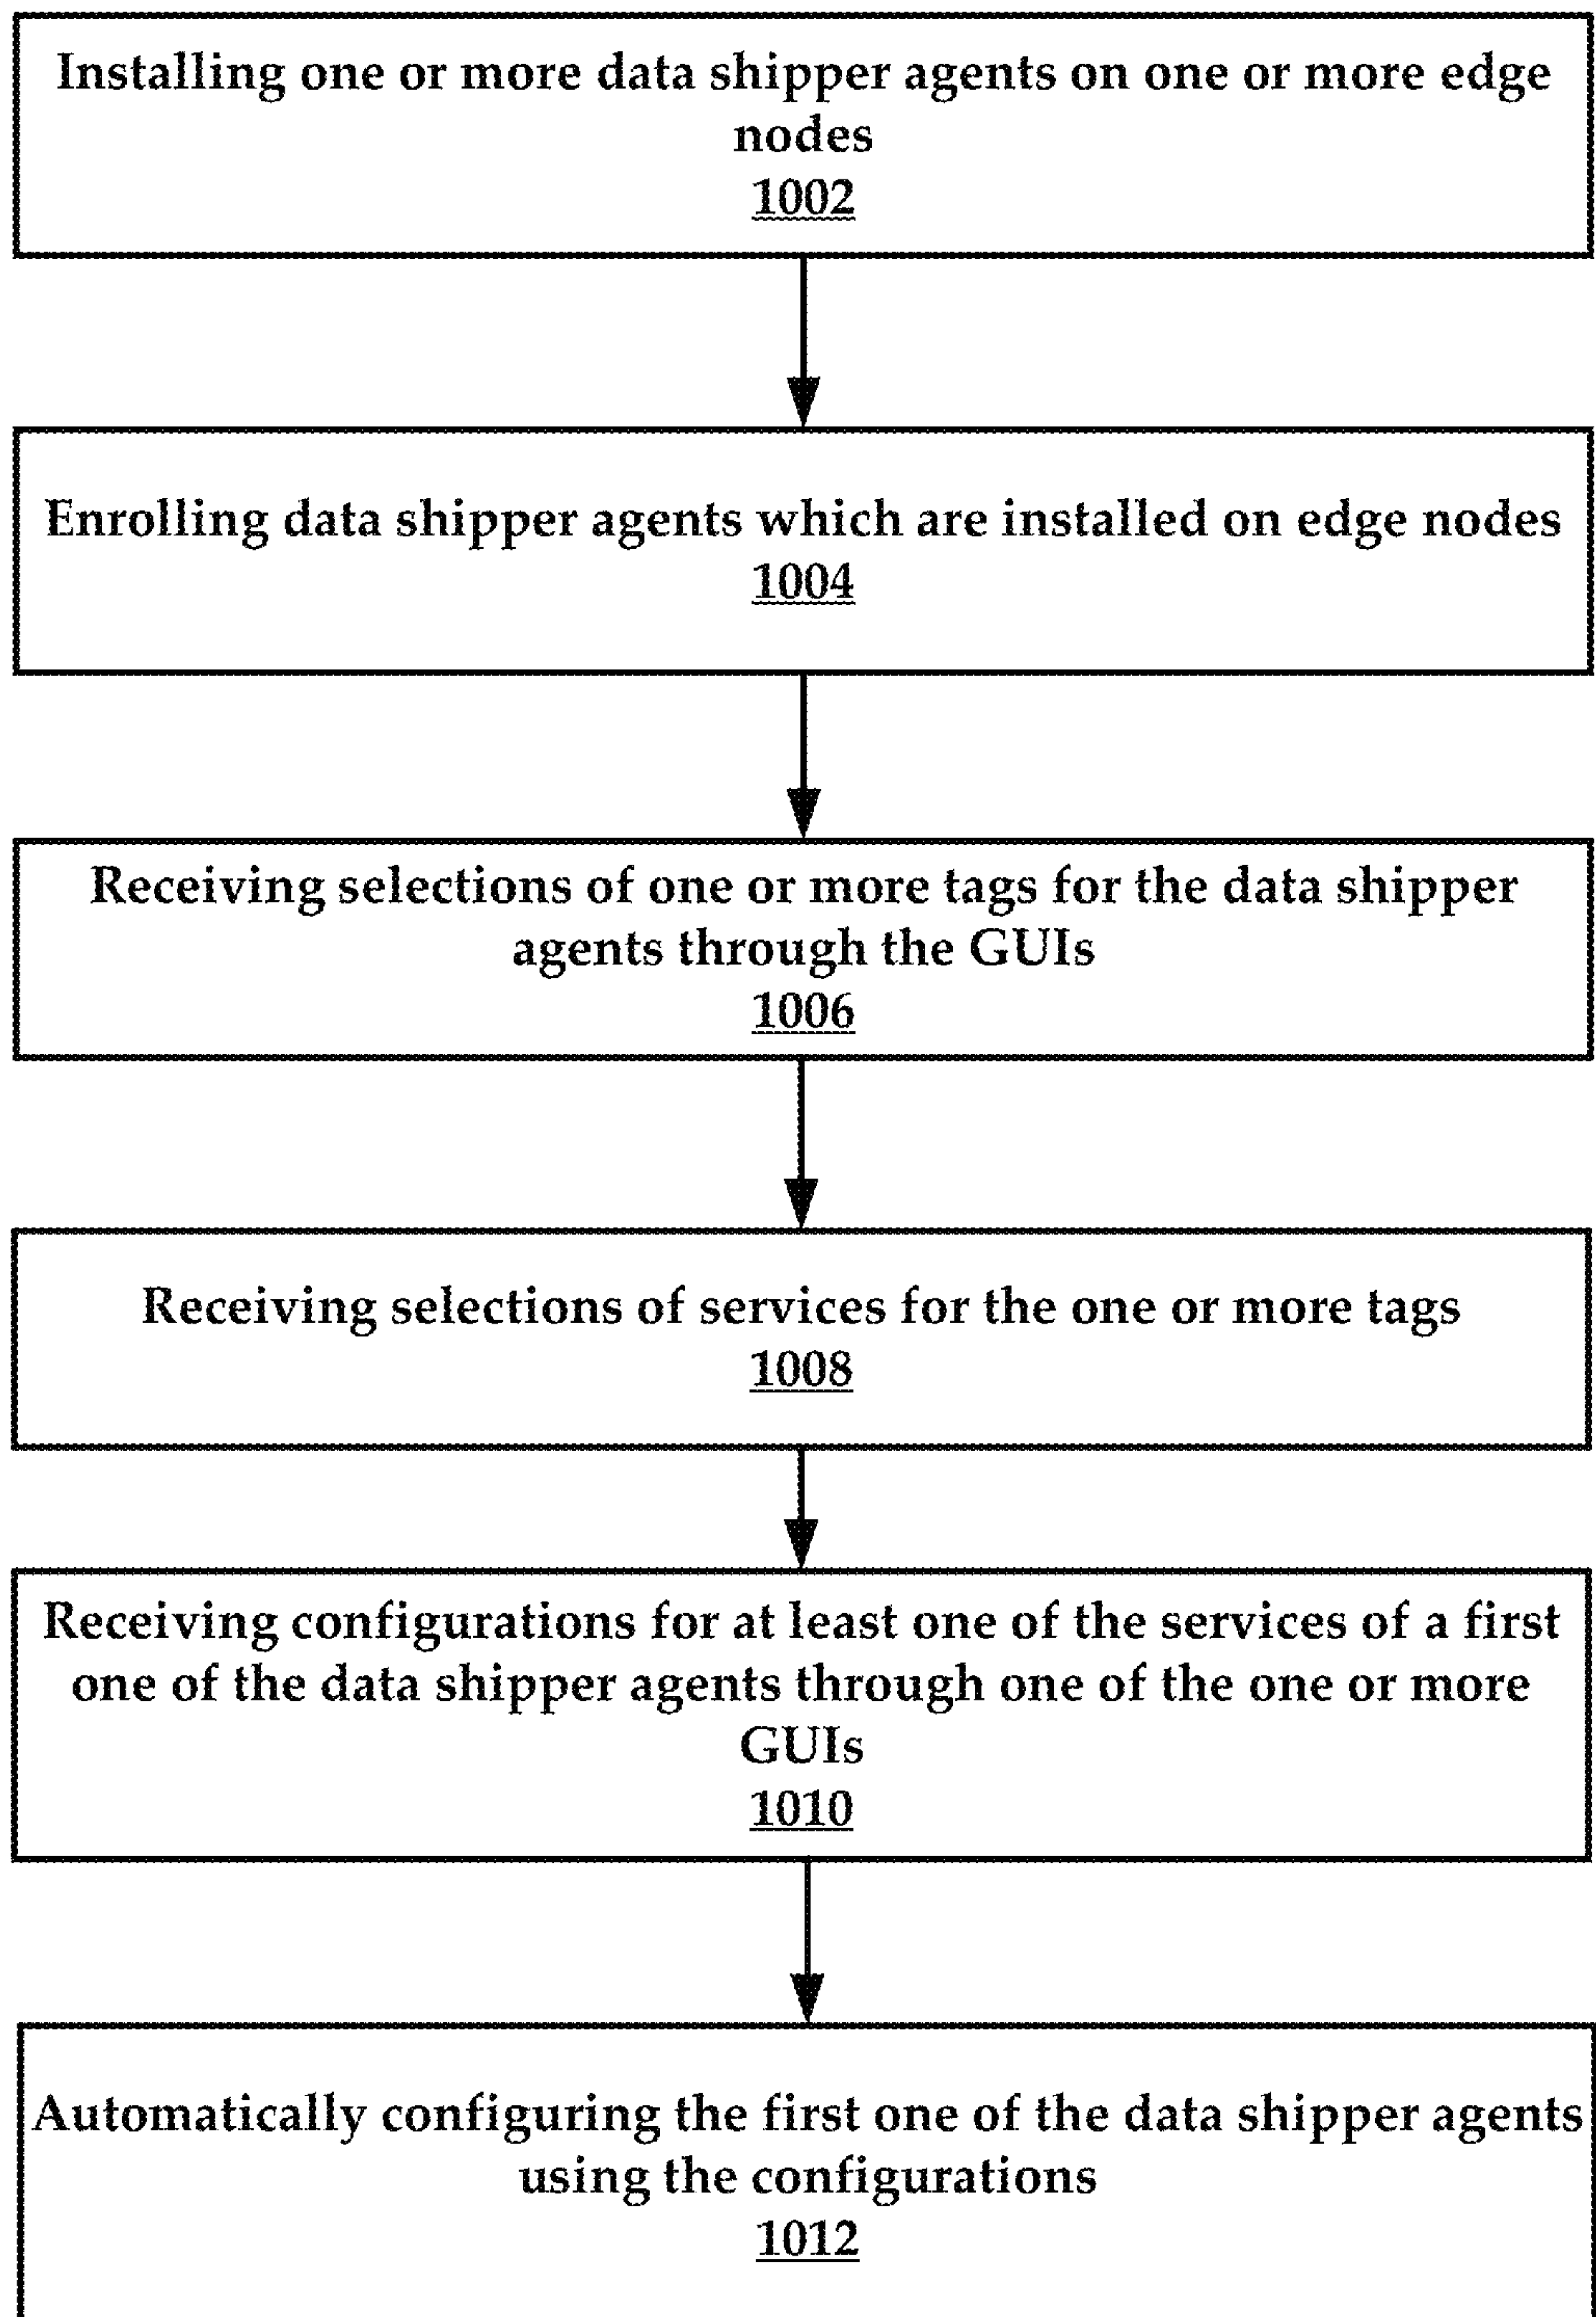 Installing one or more data shipper agents on one or more edge
nodes
1002
Enrolling data shipper agents which are installed on edge nodes
1004
Receiving selections of one or more tags for the data shipper
agents through the GUIs
1006
Receiving selections of services for the one or more tags
1008
Receiving configurations for at least one of the services of a first
one of the data shipper agents through one of the one or more
GUIs
1010
Automatically configuring the first one of the data shipper agents
using the configurations
1012